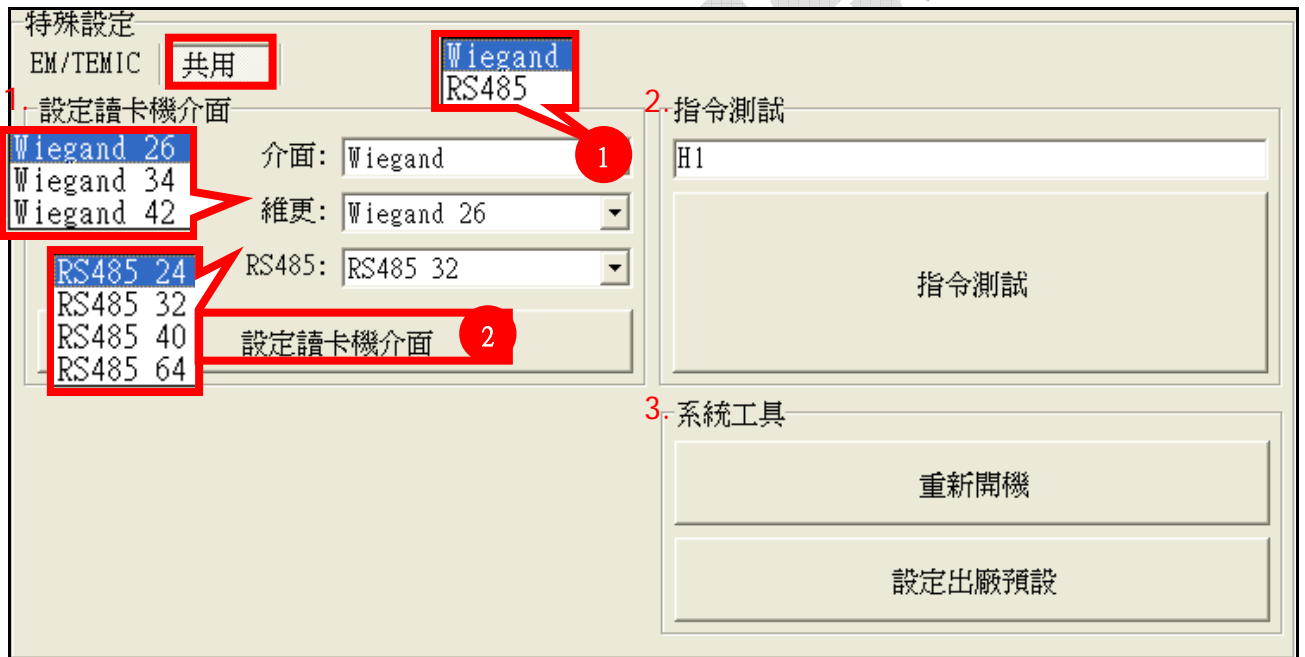 特殊設定
EM/TEMIC 共用
Wiegand
RS485
1. 設定讀卡機介面
Wiegand 26
Wiegand 34
Wiegand 42
介面: Wiegand
1
維更: Wiegand 26
RS485: RS485 32
RS485 24
RS485 32
RS485 40
RS485 64
設定讀卡機介面
2
2. 指令測試
H1
指令測試
3. 系統工具
重新開機
設定出廠預設